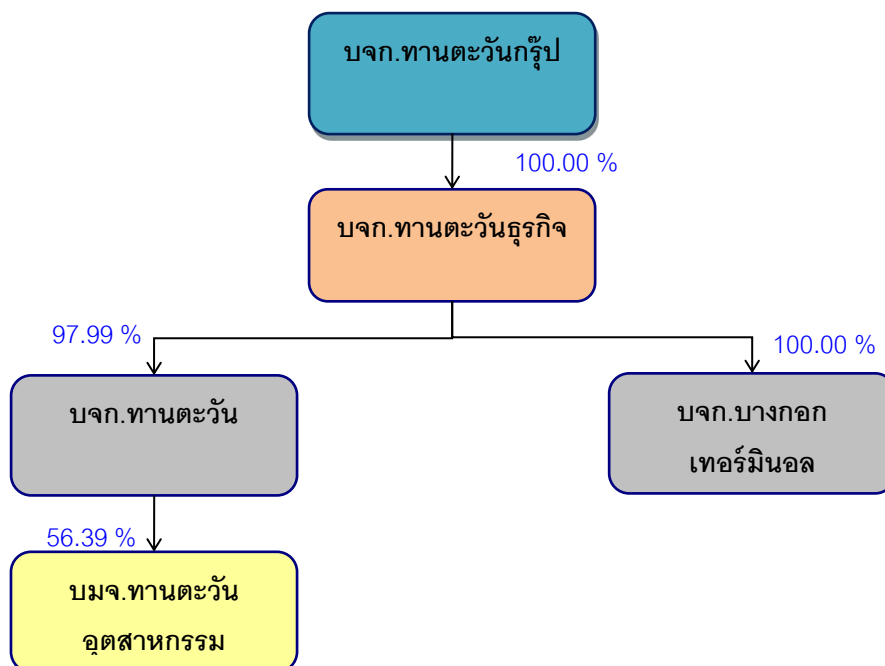 บจก.ทานตะวันกรุ๊ป
100.00 %
บจก.ทานตะวันธุรกิจ
97.99 %
100.00 %
บจก.ทานตะวัน
บจก.บางกอก
เทอร์มินอล
56.39 %
บมจ.ทานตะวัน
อุตสาหกรรม